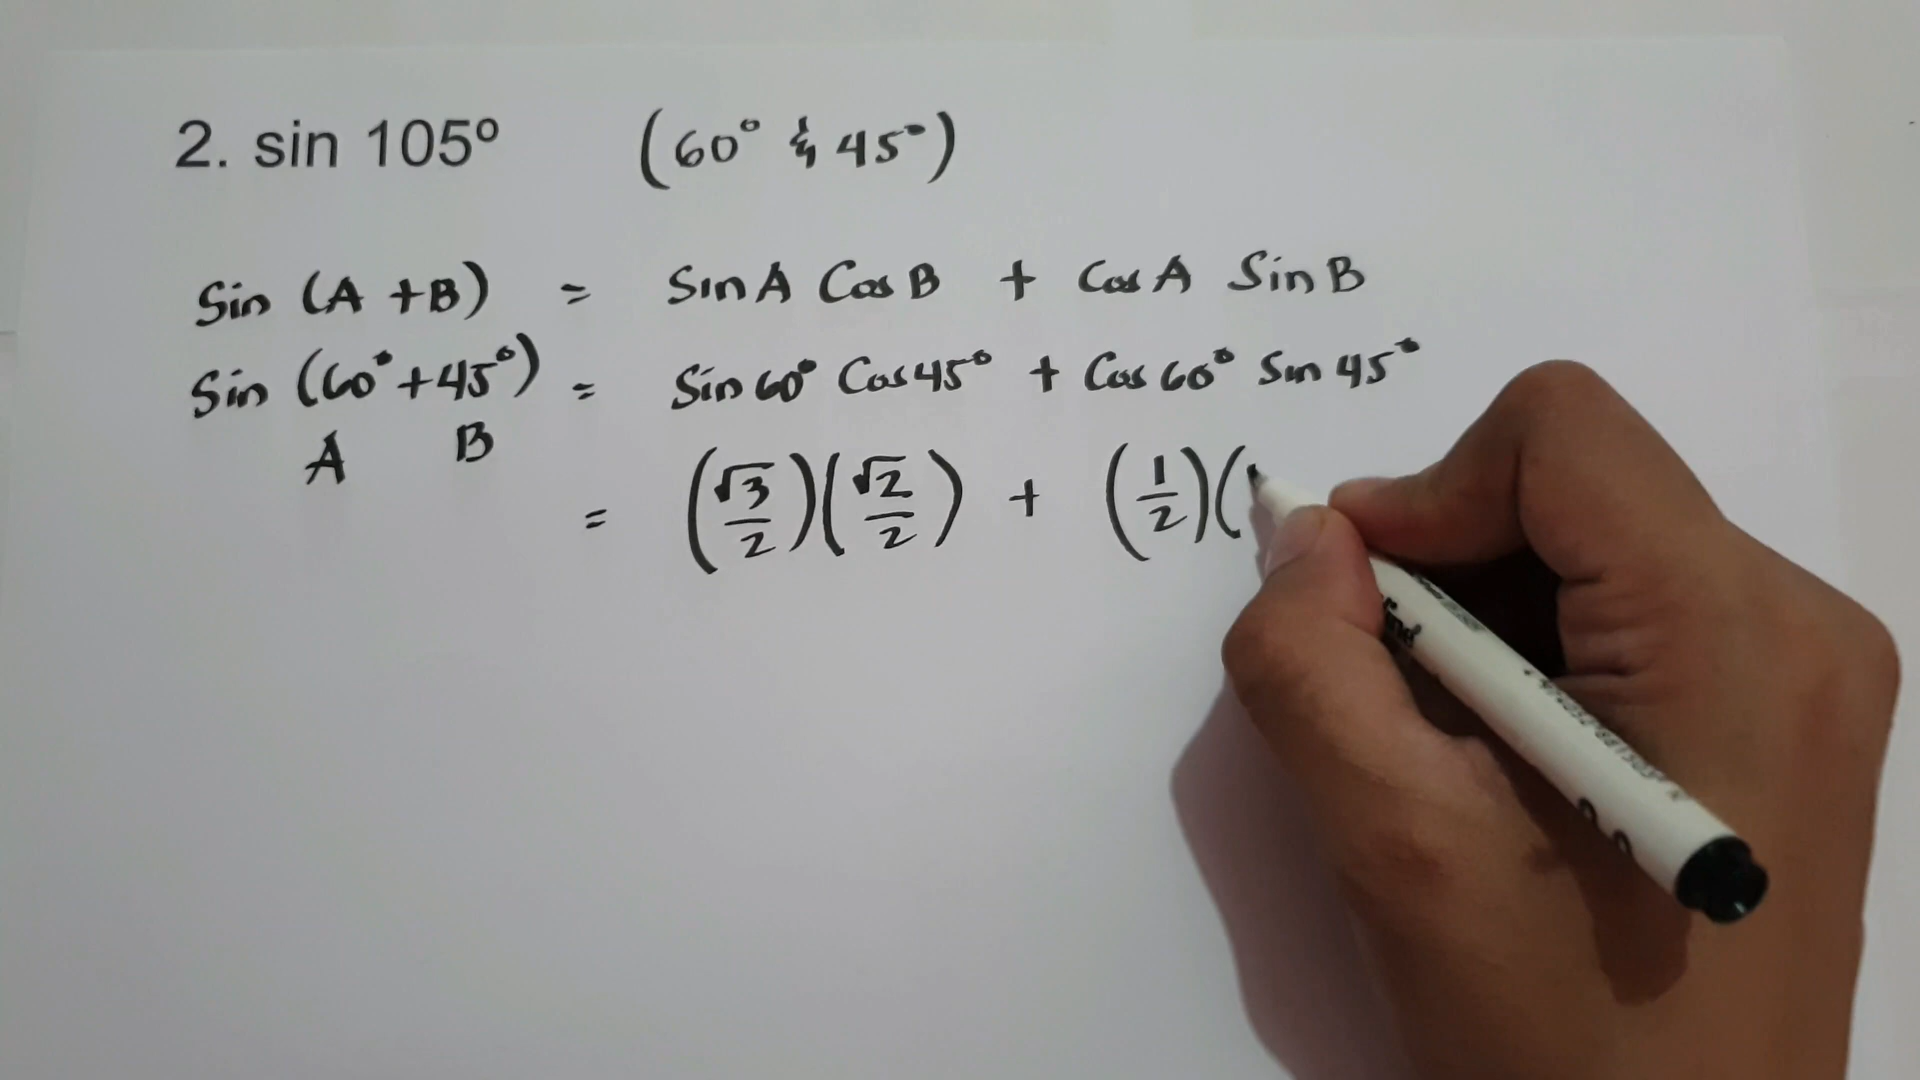 2. sin 105º (60° & 45°)
Sin (A + B) = Sin A Cos B + Cos A Sin B
Sin (60° + 45°) = Sin 60° Cos 45° + Cos 60° Sin 45°
A B
= (√3/2)(√2/2) + (1/2)(